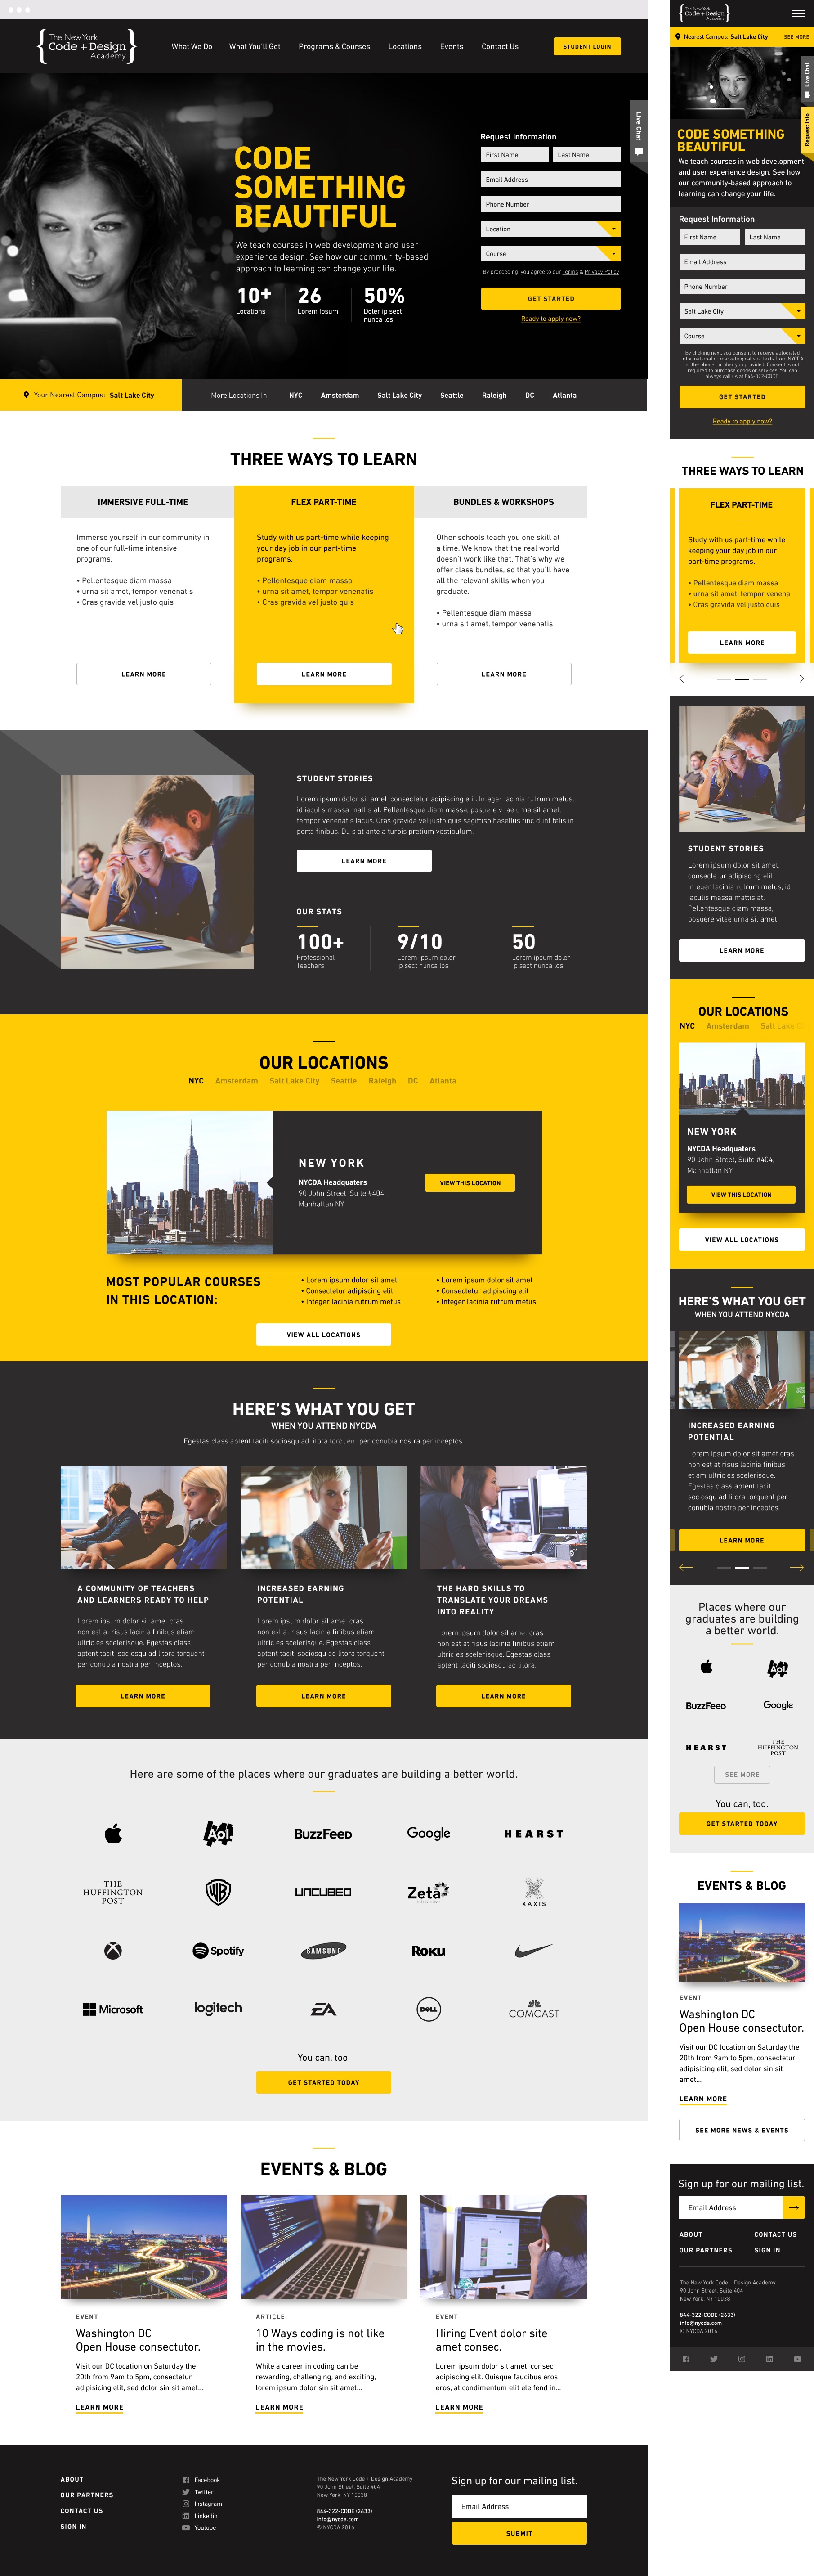 The New York
Code + Design
Academy
What We Do
What You'll Get
Programs & Courses
Locations
Events
Contact Us
STUDENT LOGIN
Live Chat
CODE
SOMETHING
BEAUTIFUL
We teach courses in web development and user
experience design. See how our community-based
approach to learning can change your life.
10+
Locations
26
Lorem Ipsum
50%
Doler ip sect
nunca los
Request Information
First Name
Last Name
Email Address
Phone Number
Location
Course
By proceeding, you agree to our Terms & Privacy Policy
GET STARTED
Ready to apply now?
Your Nearest Campus: Salt Lake City
More Locations In:
NYC
Amsterdam
Salt Lake City
Seattle
Raleigh
DC
Atlanta
THREE WAYS TO LEARN
IMMERSIVE FULL-TIME
Immerse yourself in our community in
one of our full-time intensive
programs.
• Pellentesque diam massa
• urna sit amet, tempor venenatis
• Cras gravida vel justo quis
LEARN MORE
FLEX PART-TIME
Study with us part-time while keeping
your day job in our part-time
programs.
• Pellentesque diam massa
• urna sit amet, tempor venenatis
• Cras gravida vel justo quis
LEARN MORE
BUNDLES & WORKSHOPS
Other schools teach you one skill at
a time. We know that the real world
doesn't work like that. That's why we
offer class bundles, so that you'll have
all the relevant skills when you
graduate.
• Pellentesque diam massa
• urna sit amet, tempor venenatis
LEARN MORE
STUDENT STORIES
Lorem ipsum dolor sit amet, consectetur adipiscing elit. Integer lacinia rutrum metus,
id iaculis massa mattis at. Pellentesque diam massa, posuere vitae urna sit amet,
tempor venenatis lacus. Cras gravida vel justo quis sagittisp hasellus tincidunt felis in
porta finibus. Duis at ante a turpis pretium vestibulum.
LEARN MORE
OUR STATS
100+
Professional
Teachers
9/10
Lorem ipsum doler
ip sect nunca los
50
Lorem ipsum doler
ip sect nunca los
OUR LOCATIONS
NYC
Amsterdam
Salt Lake City
Seattle
Raleigh
DC
Atlanta
NEW YORK
NYCDA Headquaters
90 John Street, Suite #404,
Manhattan NY
VIEW THIS LOCATION
MOST POPULAR COURSES
IN THIS LOCATION:
• Lorem ipsum dolor sit amet
• Consectetur adipiscing elit
• Integer lacinia rutrum metus
• Lorem ipsum dolor sit amet
• Consectetur adipiscing elit
• Integer lacinia rutrum metus
VIEW ALL LOCATIONS
HERE'S WHAT YOU GET
WHEN YOU ATTEND NYCDA
Egestas class aptent taciti sociosqu ad litora torquent per conubia nostra per inceptos.
A COMMUNITY OF TEACHERS
AND LEARNERS READY TO HELP
Lorem ipsum dolor sit amet cras
non est at risus lacinia finibus etiam
ultricies scelerisque. Egestas class
aptent taciti sociosqu ad litora torquent
per conubia nostra per inceptos.
LEARN MORE
INCREASED EARNING
POTENTIAL
Lorem ipsum dolor sit amet cras
non est at risus lacinia finibus etiam
ultricies scelerisque. Egestas class
aptent taciti sociosqu ad litora torquent
per conubia nostra per inceptos.
LEARN MORE
THE HARD SKILLS TO
TRANSLATE YOUR DREAMS
INTO REALITY
Lorem ipsum dolor sit amet cras
non est at risus lacinia finibus etiam
ultricies scelerisque. Egestas class
aptent taciti sociosqu ad litora.
LEARN MORE
Here are some of the places where our graduates are building a better world.
Aol!
BuzzFeed
Google
HEARST
THE
HUFFINGTON
POST
WB
UNCUBED
Zeta
XAXIS
Spotify
SAMSUNG
ROKU
Microsoft
logitech
EA
DELL
COMCAST
You can, too.
GET STARTED TODAY
EVENTS & BLOG
EVENT
Washington DC
Open House consectutor.
Visit our DC location on Saturday the
20th from 9am to 5pm, consectetur
adipisicing elit, sed dolor sin sit amet...
LEARN MORE
ARTICLE
10 Ways coding is not like
in the movies.
While a career in coding can be
rewarding, challenging, and exciting,
lorem ipsum dolor sin sit amet...
LEARN MORE
EVENT
Hiring Event dolor site
amet consec.
Lorem ipsum dolor sit amet, consec
adipiscing elit. Quisque faucibus eros
eros, at condimentum elit eleifend in...
LEARN MORE
ABOUT
OUR PARTNERS
CONTACT US
SIGN IN
Facebook
Twitter
Instagram
Linkedin
Youtube
The New York Code + Design Academy
90 John Street, Suite 404
New York, NY 10038
844-322-CODE (2633)
info@nycda.com
© NYCDA 2016
Sign up for our mailing list.
Email Address
SUBMIT
The New York
Code + Design
Academy
Nearest Campus: Salt Lake City
SEE MORE
Live Chat
Request Info
CODE SOMETHING
BEAUTIFUL
We teach courses in web development
and user experience design. See how
our community-based approach to
learning can change your life.
Request Information
First Name
Last Name
Email Address
Phone Number
Salt Lake City
Course
By clicking next, you consent to receive autodialed
informational or marketing calls or texts from NYCDA
at the phone number you provided. Consent is not
required to purchase goods or services. You can
always call us at 844-322-CODE.
GET STARTED
Ready to apply now?
THREE WAYS TO LEARN
FLEX PART-TIME
Study with us part-time while
keeping your day job in our
part-time programs.
• Pellentesque diam massa
• urna sit amet, tempor venena
• Cras gravida vel justo quis
LEARN MORE
STUDENT STORIES
Lorem ipsum dolor sit amet,
consectetur adipiscing elit.
Integer lacinia rutrum metus, id
iaculis massa mattis at.
Pellentesque diam massa,
posuere vitae urna sit amet.
LEARN MORE
OUR LOCATIONS
NYC
Amsterdam
Salt Lake
NEW YORK
NYCDA Headquaters
90 John Street, Suite #404,
Manhattan NY
VIEW THIS LOCATION
VIEW ALL LOCATIONS
HERE'S WHAT YOU GET
WHEN YOU ATTEND NYCDA
INCREASED EARNING
POTENTIAL
Lorem ipsum dolor sit amet cras
non est at risus lacinia finibus
etiam ultricies scelerisque.
Egestas class aptent taciti
sociosqu ad litora torquent per
conubia nostra per inceptos.
LEARN MORE
Places where our
graduates are building
a better world.
Aol!
BuzzFeed
Google
HEARST
THE
HUFFINGTON
POST
SEE MORE
You can, too.
GET STARTED TODAY
EVENTS & BLOG
EVENT
Washington DC
Open House consectutor.
Visit our DC location on Saturday the
20th from 9am to 5pm, consectetur
adipisicing elit, sed dolor sin sit
amet...
LEARN MORE
SEE MORE NEWS & EVENTS
Sign up for our mailing list.
Email Address
ABOUT
CONTACT US
OUR PARTNERS
SIGN IN
The New York Code + Design Academy
90 John Street, Suite 404
New York, NY 10038
844-322-CODE (2633)
info@nycda.com
© NYCDA 2016